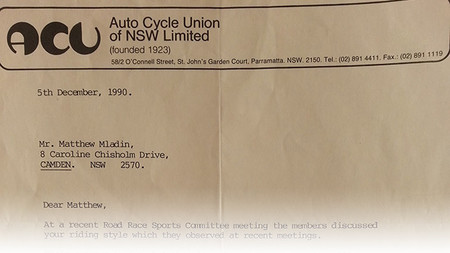 ACU
Auto Cycle Union
of NSW Limited
(founded 1923)
58/2 O'Connell Street, St. John's Garden Court, Parramatta. NSW. 2150. Tel.: (02) 891 4411. Fax.: (02) 891 1119
5th December, 1990.
Mr. Matthew Mladin,
8 Caroline Chisholm Drive,
CAMDEN. NSW 2570.
Dear Matthew,
At a recent Road Race Sports Committee meeting the members discussed
your riding style which they observed at recent meetings.